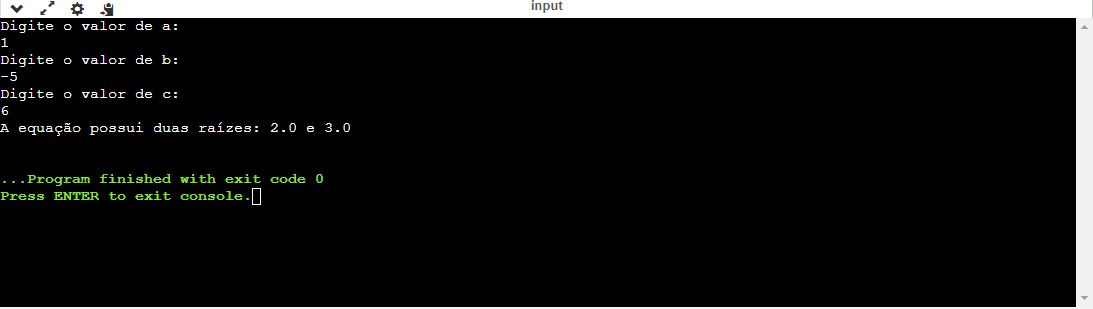 input
Digite o valor de a:
1
Digite o valor de b:
-5
Digite o valor de c:
6
A equação possui duas raízes: 2.0 e 3.0
...Program finished with exit code 0
Press ENTER to exit console.